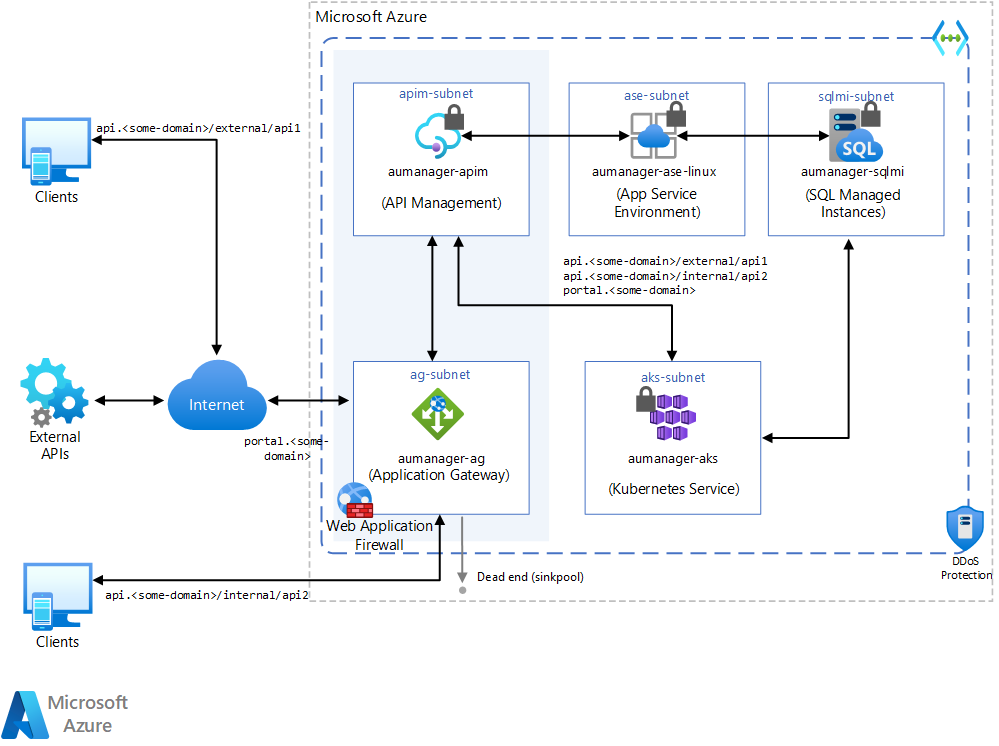 Microsoft Azure
apim-subnet
ase-subnet
sqlmi-subnet
SQL
api.<some-domain>/external/api1
Clients
aumanager-apim
(API Management)
aumanager-ase-linux
(App Service
Environment)
aumanager-sqlmi
(SQL Managed
Instances)
api.<some-domain>/external/api1
api.<some-domain>/internal/api2
portal.<some-domain>
ag-subnet
aks-subnet
Internet
External
APIs
portal.<some-
domain>
aumanager-ag
(Application Gateway)
aumanager-aks
(Kubernetes Service)
Web Application
Firewall
DDoS
Protection
Dead end (sinkpool)
api.<some-domain>/internal/api2
Clients
Microsoft
Azure